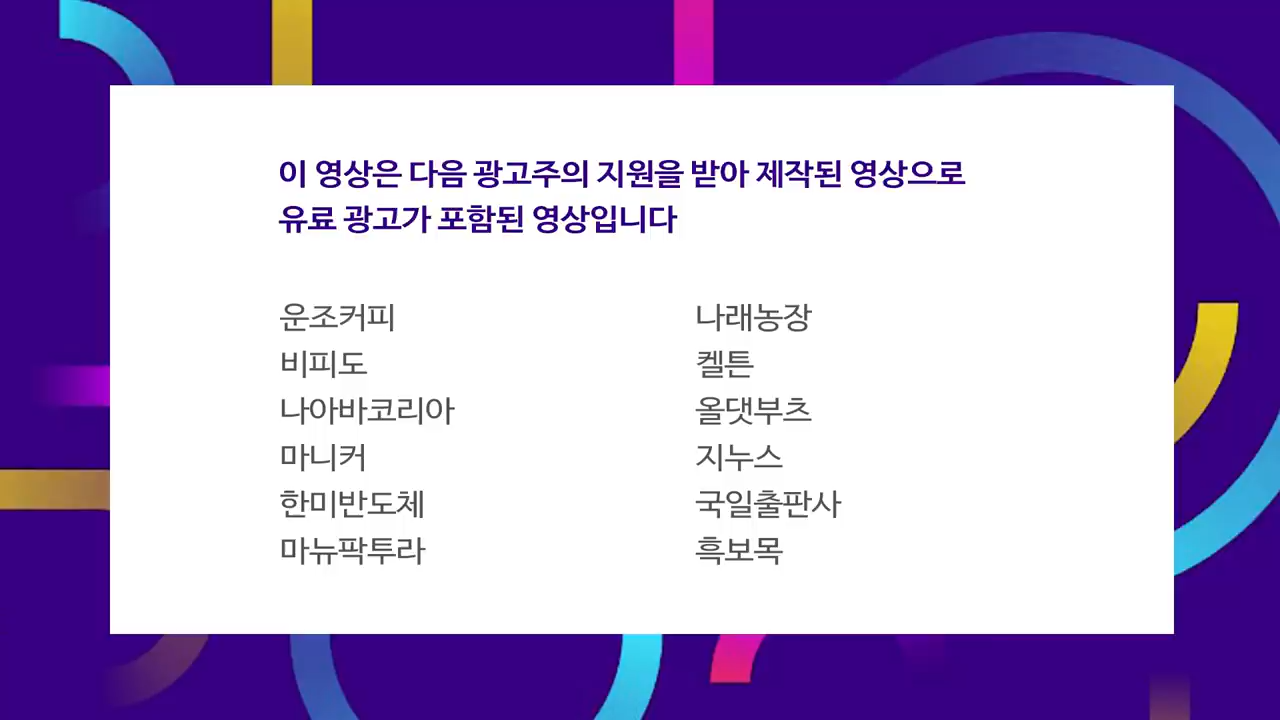 이 영상은 다음 광고주의 지원을 받아 제작된 영상으로
유료 광고가 포함된 영상입니다
운조커피
비피도
나아바코리아
마니커
한미반도체
마뉴팍투라
나래농장
켈튼
올댓부츠
지누스
국일출판사
흑보목